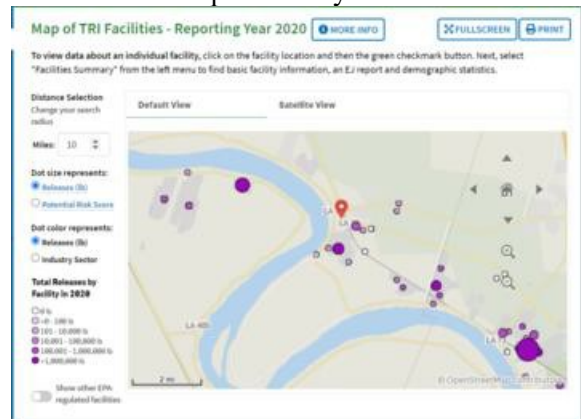 Map of TRI Facilities - Reporting Year 2020
MORE INFO
FULLSCREEN
PRINT
To view data about an individual facility, click on the facility location and then the green checkmark button. Next, select
"Facilities Summary" from the left menu to find basic facility information, an EJ report and demographic statistics.
Distance Selection
Change your search
radius
Miles: 10
Default View
Satellite View
Dot size represents:
Releases (lb)
Potential Risk Score
Dot color represents:
Releases (lb)
Industry Sector
Total Releases by
Facility in 2020
0 lb
>0 - 100 lb
101 - 10,000 lb
10,001 - 100,000 lb
100,001 - 1,000,000 lb
>1,000,000 lb
Show other EPA
regulated facilities
LA
LA
LA
2 mi
© OpenStreetMap contributors